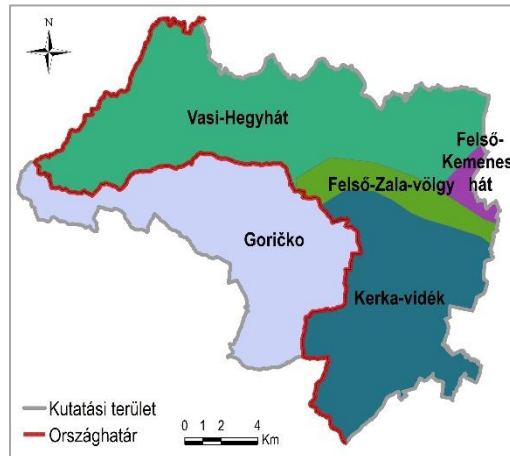 N
Vasi-Hegyhát
Felső-
Kemenes
hát
Felső-Zala-völgy
Goričko
Kerka-vidék
Kutatási terület
Országhatár
0 1 2 4
Km